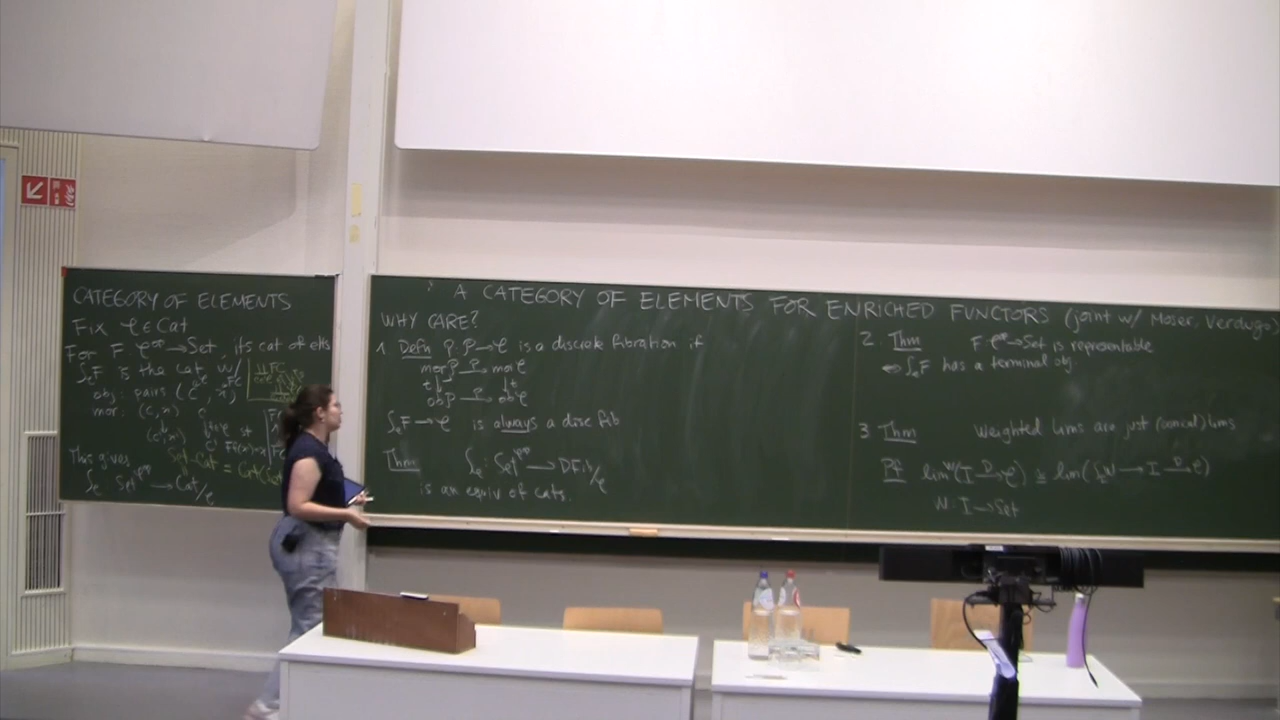 CATEGORY OF ELEMENTS
Fix 𝒞 ∈ Cat
For F: 𝒞^op → Set, its cat of elts
∫_𝒞 F is the cat w/
obj: pairs (c, x)
mor: (c, x)
This gives
Set-Cat = Cat(Set
∫_𝒞 Set^𝒞^op → Cat/𝒞
A CATEGORY OF ELEMENTS FOR ENRICHED FUNCTORS (joint w/ Moser, Verdugo)
WHY CARE?
1. Defn P: 𝒫 → 𝒞 is a discrete fibration if
mor 𝒫 →P mor 𝒞
t↓ ↓t
ob 𝒫 →P ob 𝒞
∫_𝒞 F → 𝒞 is always a disc fib
Thm ∫_𝒞: Set^𝒞^op → DFib/𝒞
is an equiv of cats.
2. Thm F: 𝒞^op → Set is representable
⇔ ∫_𝒞 F has a terminal obj
3. Thm Weighted lims are just (conical) lims
Pf lim^W(I →D 𝒞) ≅ lim(∫_I W → I →D 𝒞)
W: I → Set